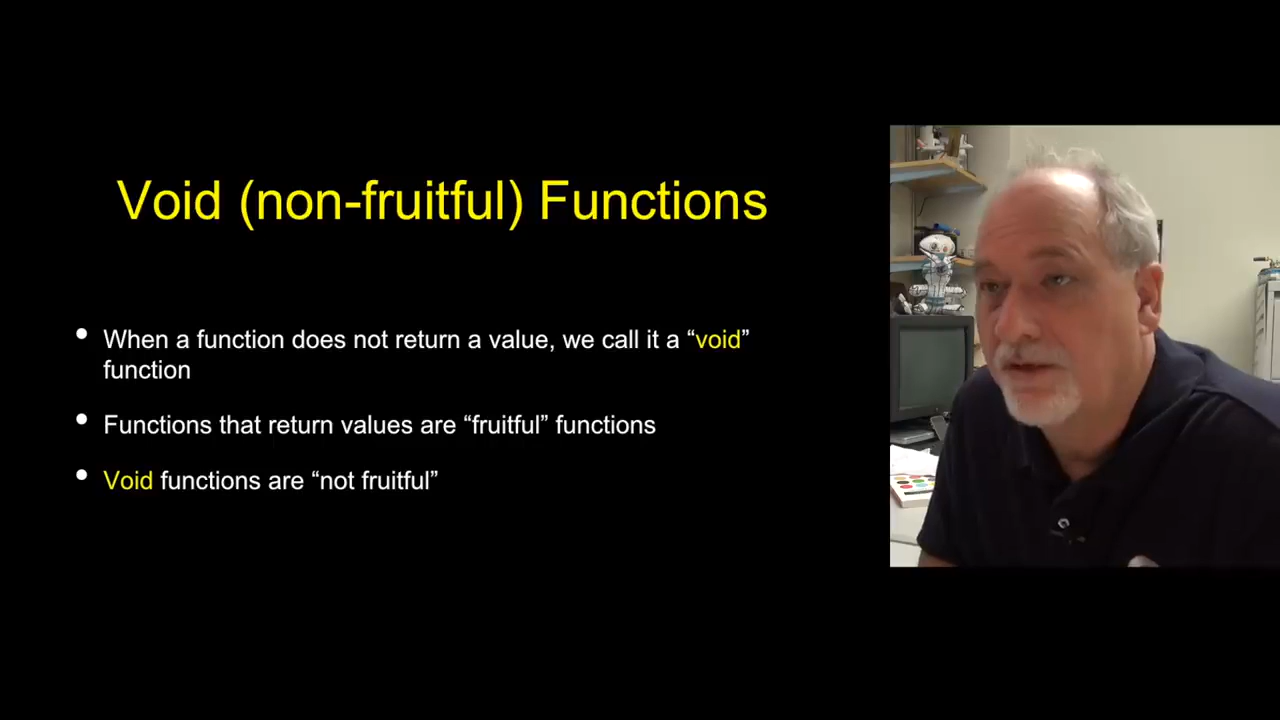 Void (non-fruitful) Functions
• When a function does not return a value, we call it a “void”
function
• Functions that return values are “fruitful” functions
• Void functions are “not fruitful”